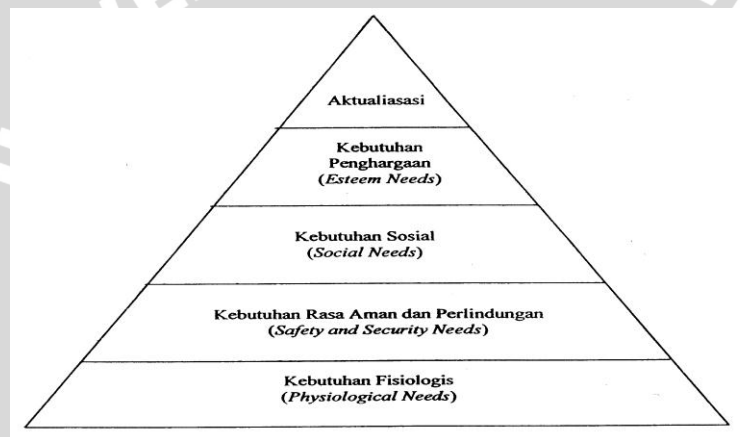 Aktualiasasi
Kebutuhan
Penghargaan
(Esteem Needs)
Kebutuhan Sosial
(Social Needs)
Kebutuhan Rasa Aman dan Perlindungan
(Safety and Security Needs)
Kebutuhan Fisiologis
(Physiological Needs)